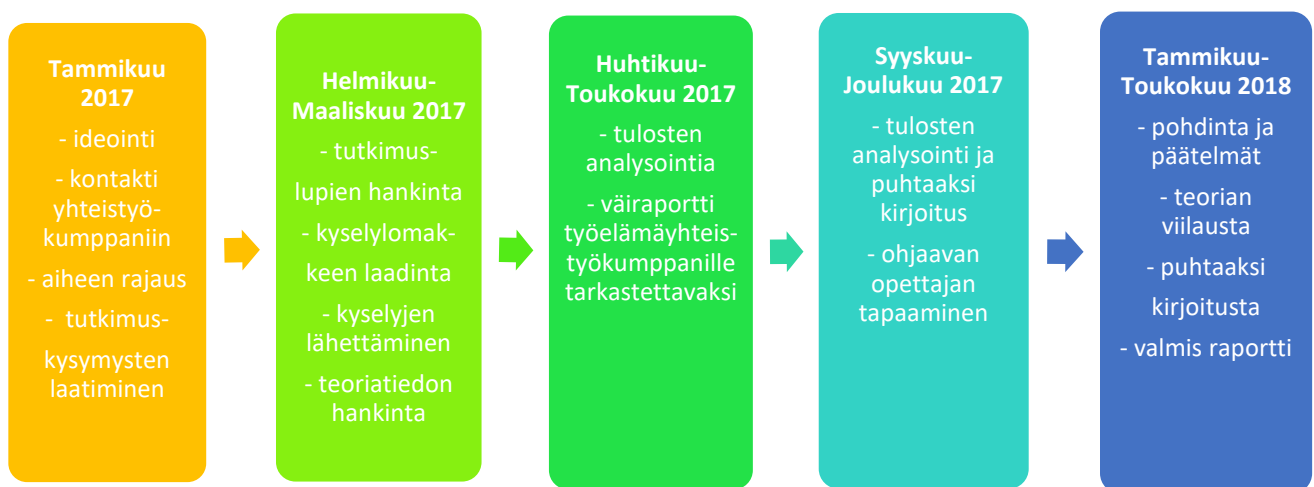 Tammikuu
2017
- ideointi
- kontakti
yhteistyö-
kumppaniin
- aiheen rajaus
- tutkimus-
kysymysten
laatiminen
Helmikuu-
Maaliskuu 2017
- tutkimus-
lupien hankinta
- kyselylomak-
keen laadinta
- kyselyjen
lähettäminen
- teoriatiedon
hankinta
Huhtikuu-
Toukokuu 2017
- tulosten
analysointia
- väiraportti
työelämäyhteis-
työkumppanille
tarkastettavaksi
Syyskuu-
Joulukuu 2017
- tulosten
analysointi ja
puhtaaksi
kirjoitus
- ohjaavan
opettajan
tapaaminen
Tammikuu-
Toukokuu 2018
- pohdinta ja
päätelmät
- teorian
viilausta
- puhtaaksi
kirjoitusta
- valmis raportti